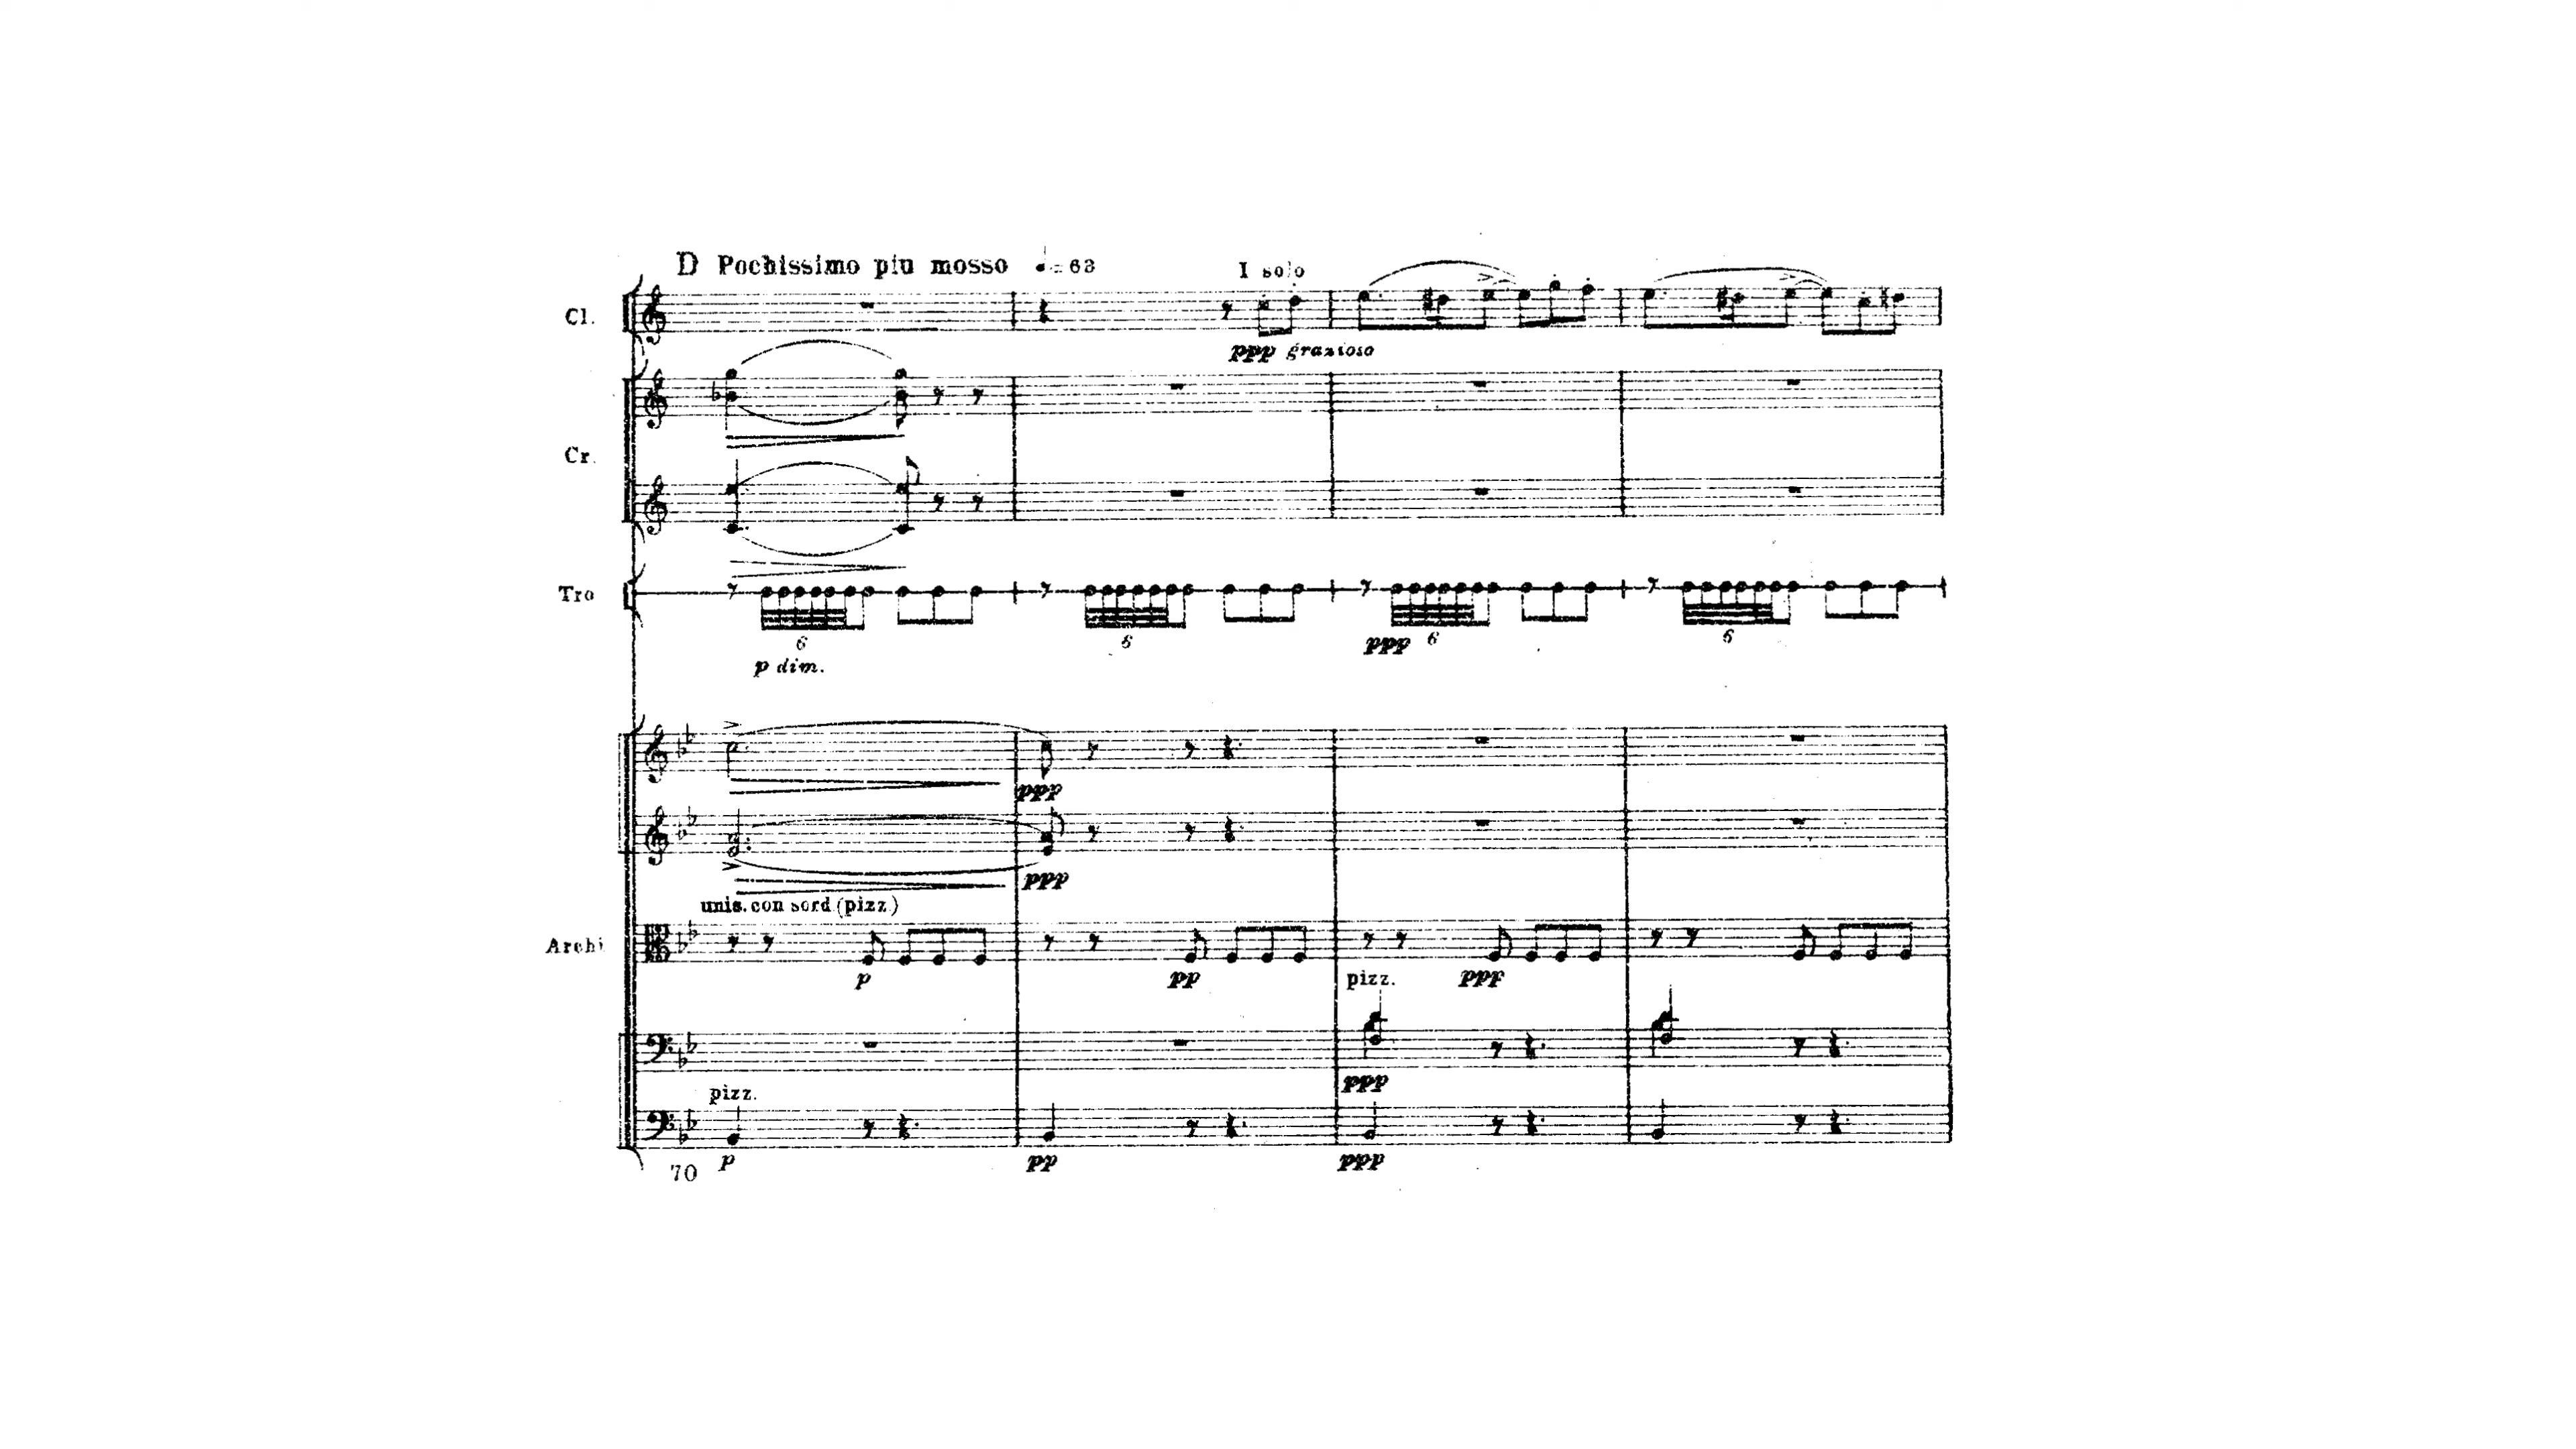 D Pochissimo piu mosso ♩.=63
I solo
Cl.
ppp grazioso
Cr.
Tro
6 6 ppp 6 6
p dim.
ppp
ppp
unis. con sord (pizz.)
Archi
p pp pizz. ppp
ppp
pizz.
70 p pp ppp